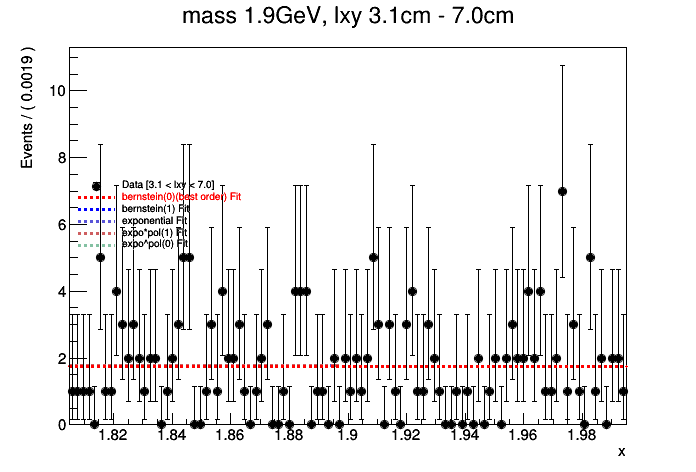 mass 1.9GeV, lxy 3.1cm - 7.0cm
Events / ( 0.0019 )
10
8
6
4
2
0
Data [3.1 < lxy < 7.0]
bernstein(0)(best order) Fit
bernstein(1) Fit
exponential Fit
expo*pol(1) Fit
expo*pol(0) Fit
1.82 1.84 1.86 1.88 1.9 1.92 1.94 1.96 1.98
x